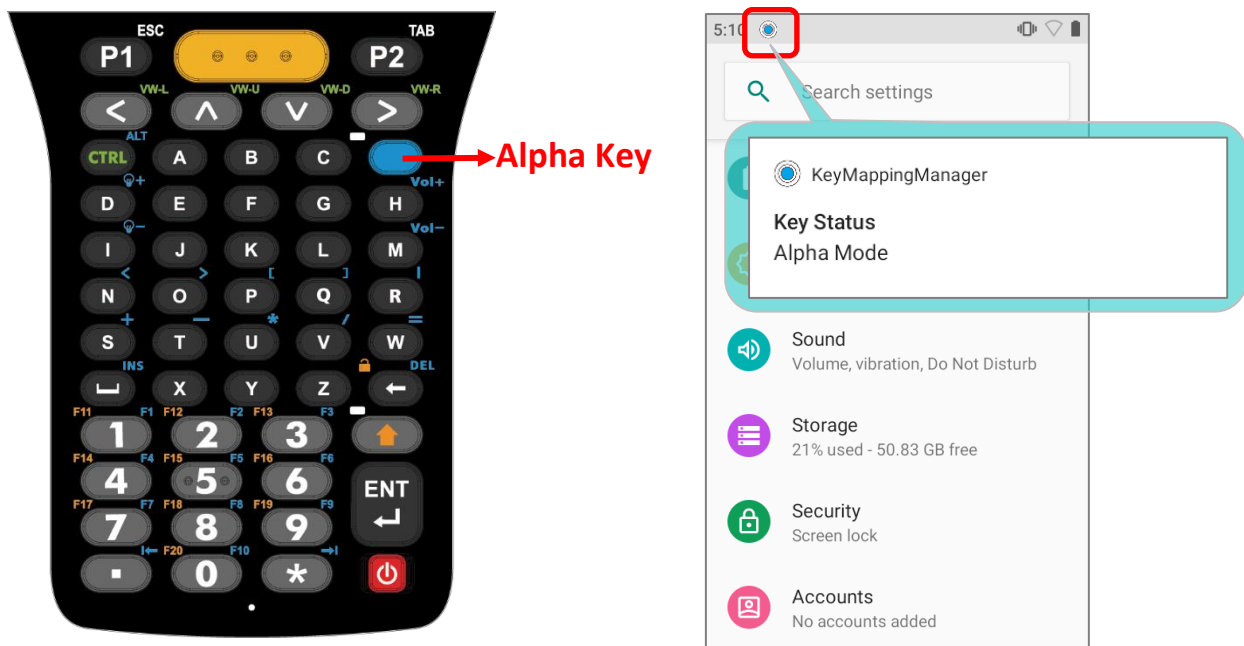 ESC TAB
P1 P2
VW-L VW-U VW-D VW-R
< ʌ v >
ALT
CTRL A B C
Alpha Key
+ Vol+
D E F G H
− Vol−
I J K L M
< > [ ] |
N O P Q R
+ − * / =
S T U V W
INS DEL
X Y Z ←
F11 F1 F12 F2 F13 F3
1 2 3
F14 F4 F15 F5 F16 F6
4 5 6
ENT
F17 F7 F18 F8 F19 F9
7 8 9
|← F20 F10 →|
. 0 *
5:10
Search settings
KeyMappingManager
Key Status
Alpha Mode
Sound
Volume, vibration, Do Not Disturb
Storage
21% used - 50.83 GB free
Security
Screen lock
Accounts
No accounts added